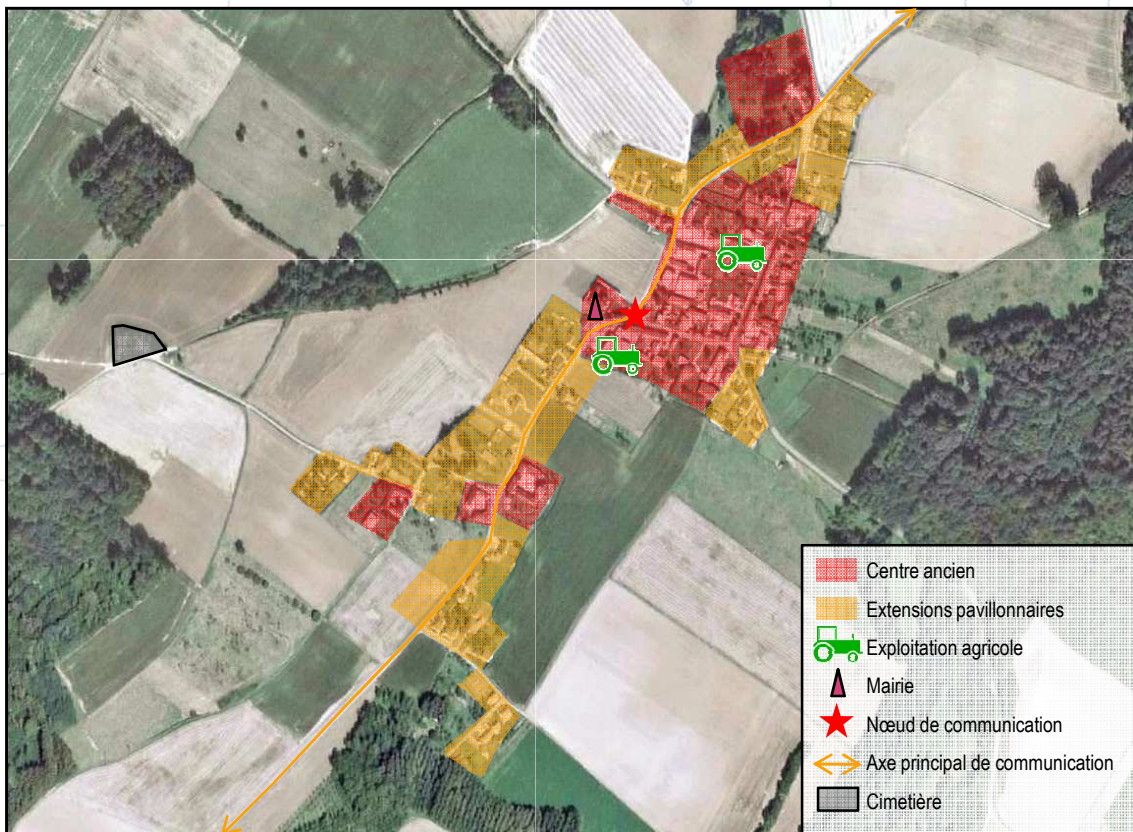 Centre ancien
Extensions pavillonnaires
Exploitation agricole
Mairie
Nœud de communication
Axe principal de communication
Cimetière